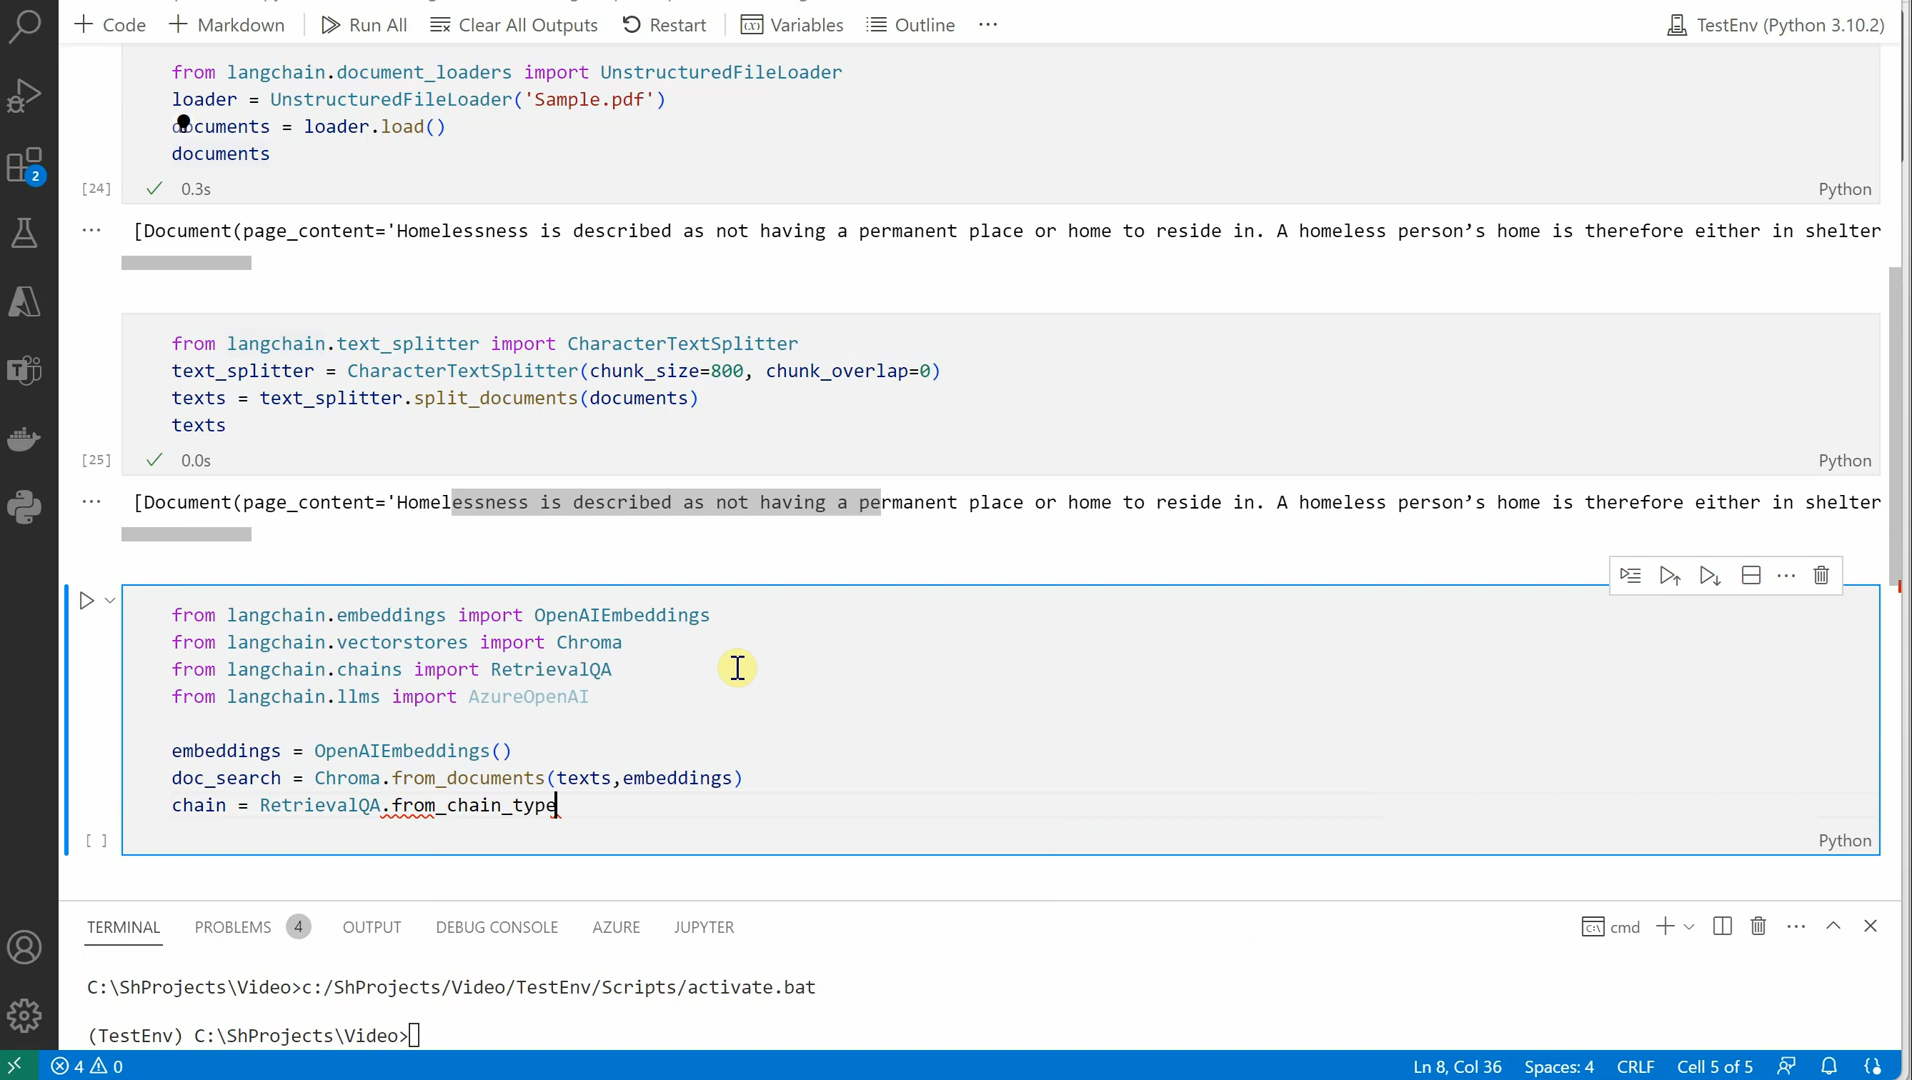 Code
Markdown
Run All
Clear All Outputs
Restart
Variables
Outline
...
TestEnv (Python 3.10.2)
from langchain.document_loaders import UnstructuredFileLoader
loader = UnstructuredFileLoader('Sample.pdf')
documents = loader.load()
documents
[24]
0.3s
Python
[Document(page_content='Homelessness is described as not having a permanent place or home to reside in. A homeless person’s home is therefore either in shelter
from langchain.text_splitter import CharacterTextSplitter
text_splitter = CharacterTextSplitter(chunk_size=800, chunk_overlap=0)
texts = text_splitter.split_documents(documents)
texts
[25]
0.0s
Python
[Document(page_content='Homelessness is described as not having a permanent place or home to reside in. A homeless person’s home is therefore either in shelter
from langchain.embeddings import OpenAIEmbeddings
from langchain.vectorstores import Chroma
from langchain.chains import RetrievalQA
from langchain.llms import AzureOpenAI
embeddings = OpenAIEmbeddings()
doc_search = Chroma.from_documents(texts,embeddings)
chain = RetrievalQA.from_chain_type
[ ]
Python
TERMINAL
PROBLEMS 4
OUTPUT
DEBUG CONSOLE
AZURE
JUPYTER
cmd
C:\ShProjects\Video>c:/ShProjects/Video/TestEnv/Scripts/activate.bat
(TestEnv) C:\ShProjects\Video>
2
4
0
Ln 8, Col 36
Spaces: 4
CRLF
Cell 5 of 5